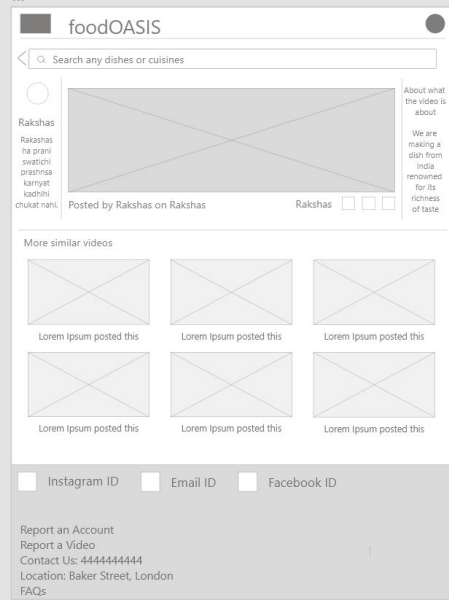 foodOASIS
Search any dishes or cuisines
Rakshas
Rakashas
ha prani
swatichi
prashnsa
karnyat
kadhihi
chukat nahi.
Posted by Rakshas on Rakshas
Rakshas
About what
the video is
about
We are
making a
dish from
India
renowned
for its
richness
of taste
More similar videos
Lorem Ipsum posted this
Lorem Ipsum posted this
Lorem Ipsum posted this
Lorem Ipsum posted this
Lorem Ipsum posted this
Lorem Ipsum posted this
Instagram ID
Email ID
Facebook ID
Report an Account
Report a Video
Contact Us: 4444444444
Location: Baker Street, London
FAQs